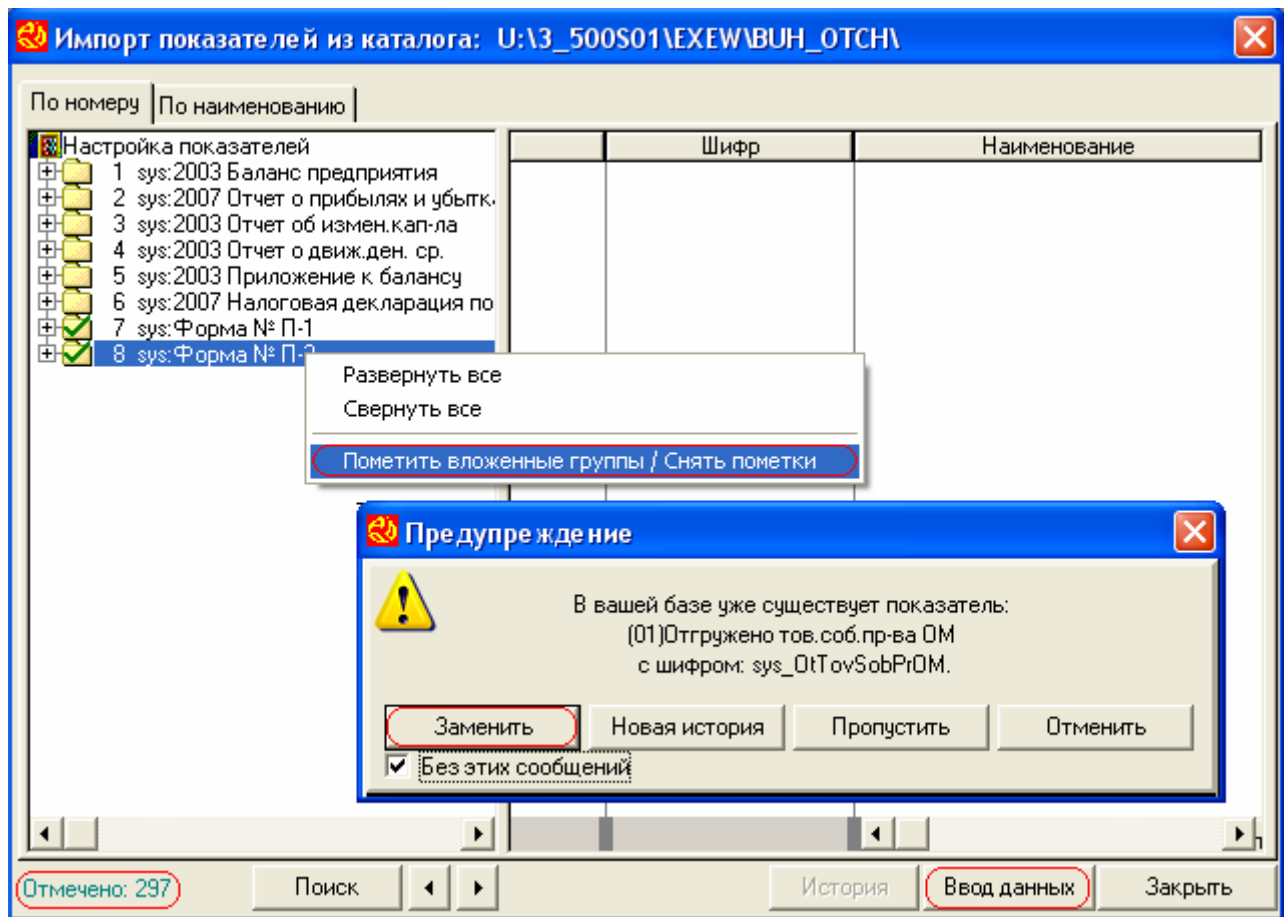 Импорт показателей из каталога: U:\3_500S01\EXEW\BUH_OTCH\
По номеру По наименованию
Настройка показателей
Шифр Наименование
1 sys:2003 Баланс предприятия
2 sys:2007 Отчет о прибылях и убытк
3 sys:2003 Отчет об измен.кап-ла
4 sys:2003 Отчет о движ.ден. ср.
5 sys:2003 Приложение к балансу
6 sys:2007 Налоговая декларация по
7 sys:Форма № П-1
8 sys:Форма № П-
Развернуть все
Свернуть все
Пометить вложенные группы / Снять пометки
Предупреждение
В вашей базе уже существует показатель:
(01)Отгружено тов.соб.пр-ва ОМ
с шифром: sys_OtTovSobPrOM.
Заменить Новая история Пропустить Отменить
Без этих сообщений
Отмечено: 297 Поиск История Ввод данных Закрыть